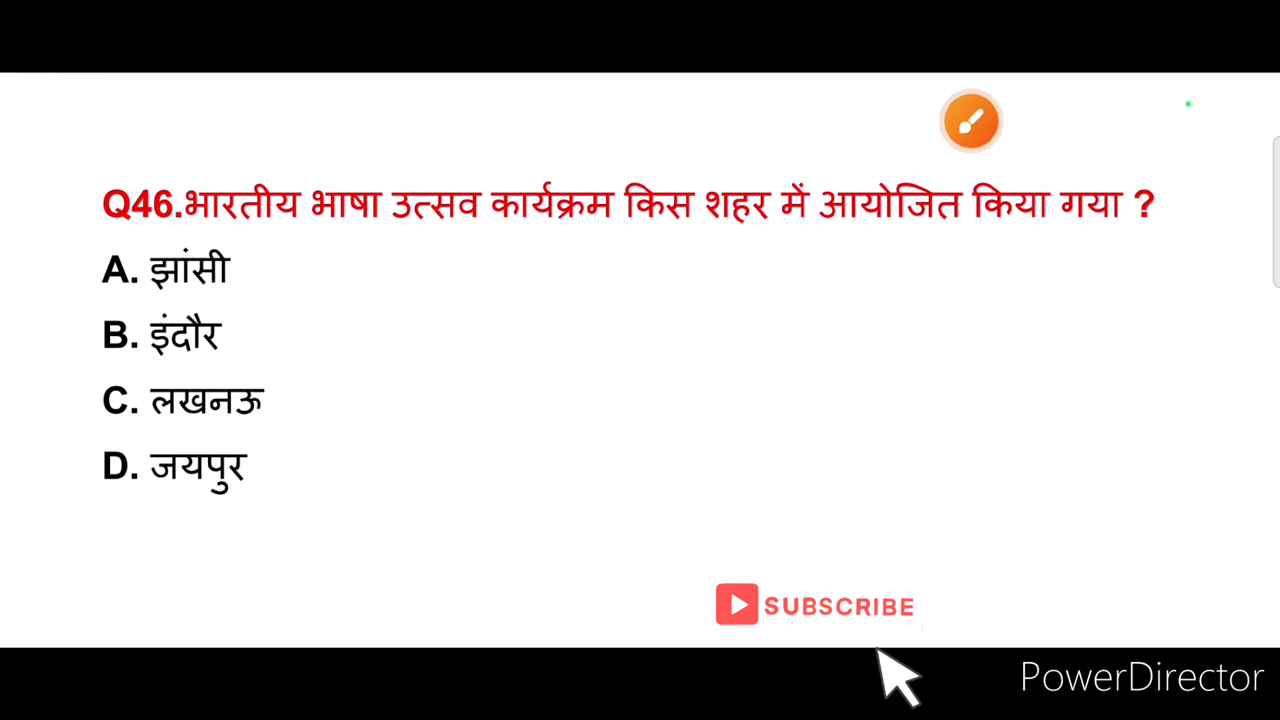 Q46.भारतीय भाषा उत्सव कार्यक्रम किस शहर में आयोजित किया गया ?
A. झांसी
B. इंदौर
C. लखनऊ
D. जयपुर
SUBSCRIBE
PowerDirector